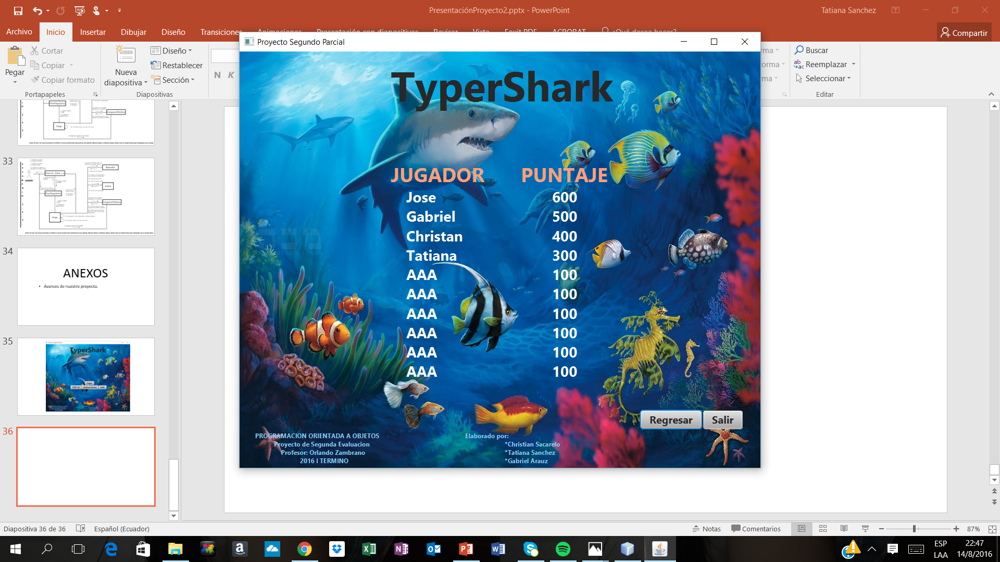 PresentaciónProyecto2.pptx - PowerPoint
Tatiana Sanchez
Archivo
Inicio
Insertar
Dibujar
Diseño
Transiciones
Compartir
Pegar
Cortar
Copiar
Copiar formato
Portapapeles
Nueva
diapositiva
Diseño
Restablecer
Sección
Diapositivas
N K
Buscar
Reemplazar
Seleccionar
Editar
Proyecto Segundo Parcial
TyperShark
JUGADOR PUNTAJE
Jose 600
Gabriel 500
Christan 400
Tatiana 300
AAA 100
AAA 100
AAA 100
AAA 100
AAA 100
AAA 100
Regresar Salir
PROGRAMACION ORIENTADA A OBJETOS
Proyecto de Segunda Evaluacion
Profesor: Orlando Zambrano
2016 I TERMINO
Elaborado por:
*Christian Sacarelo
*Tatiana Sanchez
*Gabriel Arauz
33
34
ANEXOS
• Avances de nuestro proyecto.
35
TyperShark
36
Diapositiva 36 de 36
Español (Ecuador)
Notas
Comentarios
87%
ESP
LAA
22:47
14/8/2016